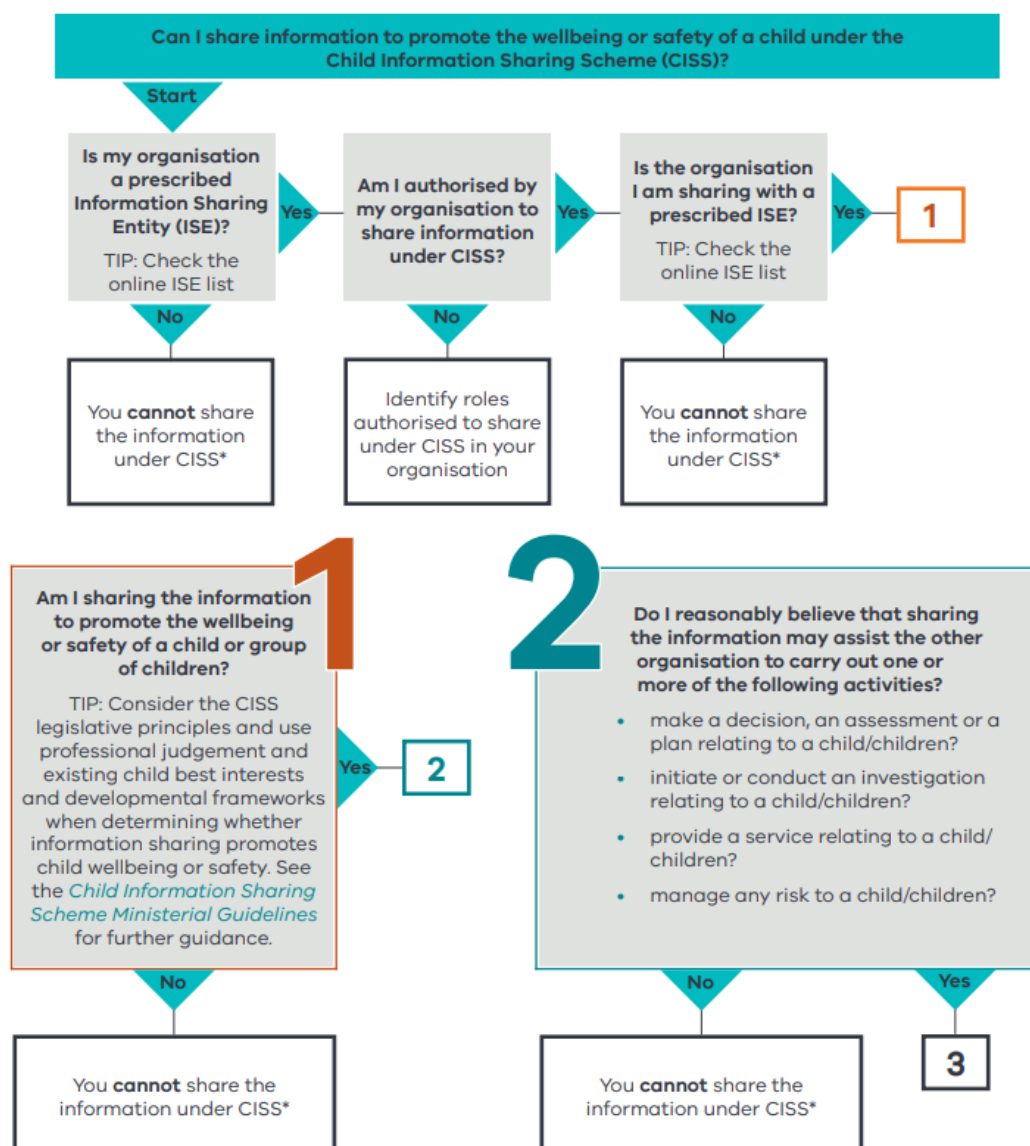 Can I share information to promote the wellbeing or safety of a child under the
Child Information Sharing Scheme (CISS)?
Start
Is my organisation
a prescribed
Information Sharing
Entity (ISE)?
TIP: Check the
online ISE list
Yes
Am I authorised by
my organisation to
share information
under CISS?
Yes
Is the organisation
I am sharing with a
prescribed ISE?
TIP: Check the
online ISE list
Yes
1
No
No
No
You cannot share
the information
under CISS*
Identify roles
authorised to share
under CISS in your
organisation
You cannot share
the information
under CISS*
1
Am I sharing the information
to promote the wellbeing
or safety of a child or group
of children?
TIP: Consider the CISS
legislative principles and use
professional judgement and
existing child best interests
and developmental frameworks
when determining whether
information sharing promotes
child wellbeing or safety. See
the Child Information Sharing
Scheme Ministerial Guidelines
for further guidance.
Yes
2
No
You cannot share the
information under CISS*
2
Do I reasonably believe that sharing
the information may assist the other
organisation to carry out one or
more of the following activities?
• make a decision, an assessment or a
plan relating to a child/children?
• initiate or conduct an investigation
relating to a child/children?
• provide a service relating to a child/
children?
• manage any risk to a child/children?
No
Yes
You cannot share the
information under CISS*
3